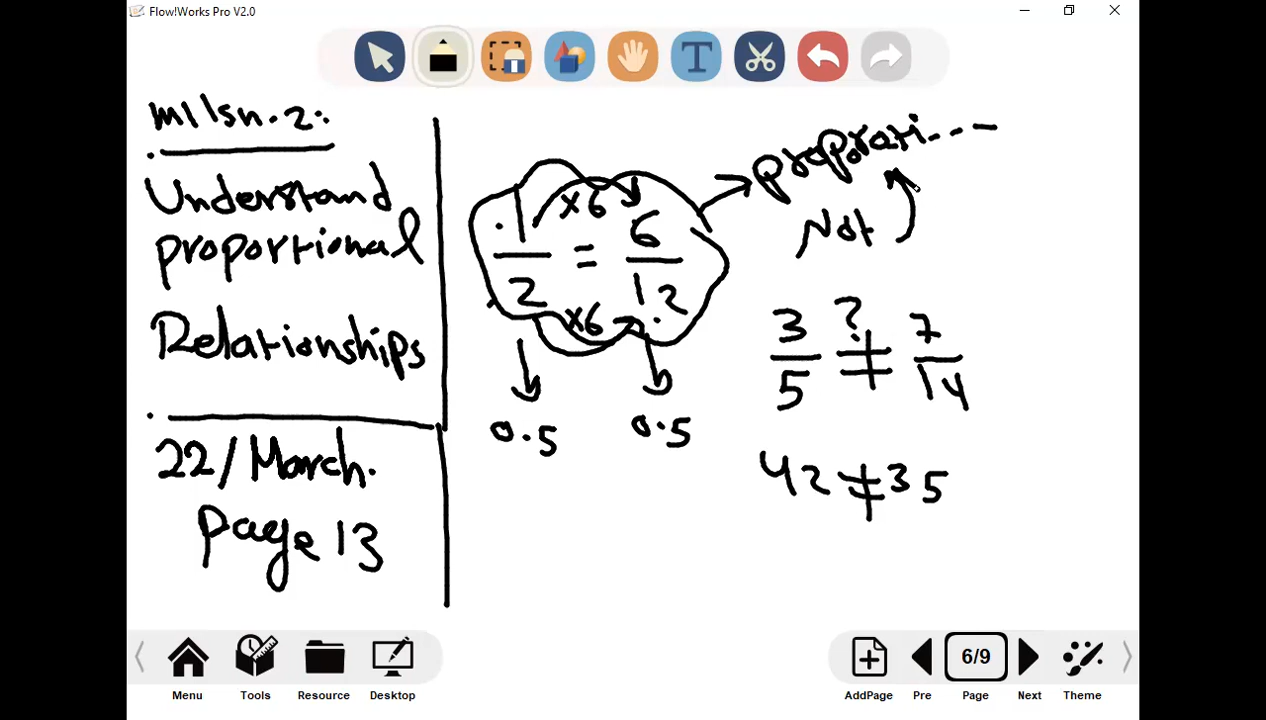 Flow!Works Pro V2.0
m1 lsn. 2:
Understand
proportional
Relationships
22/March.
page 13
1/2 = 6/12
×6
×6
0.5
0.5
proporati...-
Not
3/5 ? ≠ 7/14
42 ≠ 35
T
Menu
Tools
Resource
Desktop
AddPage
Pre
6/9
Page
Next
Theme